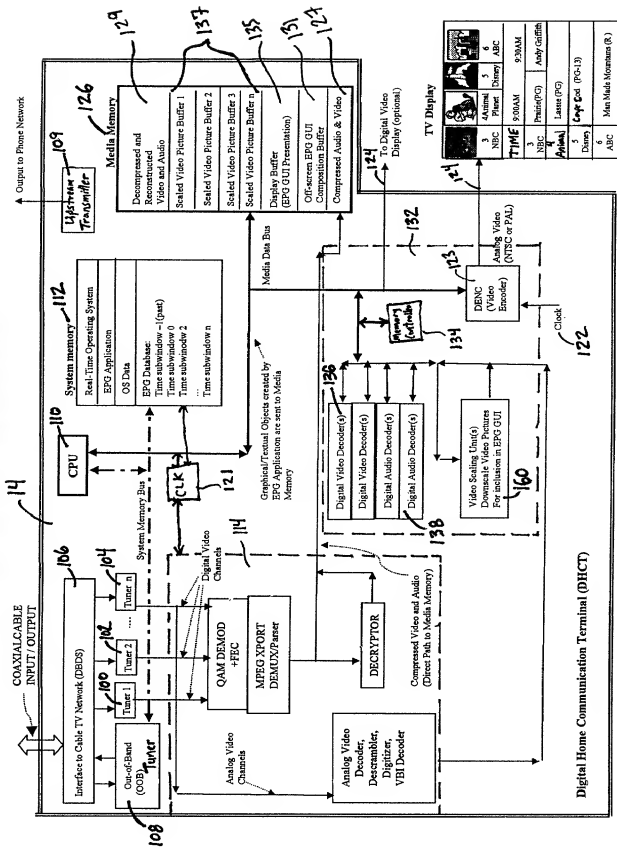 COAXIALCABLE
INPUT / OUTPUT
14
106
Interface to Cable TV Network (DBDS)
Out-of-Band
(OOB) Tuner
108
100
Tuner 1
102
Tuner 2
...
104
Tuner n
110
CPU
System Memory Bus
System memory 112
Real-Time Operating System
EPG Application
OS Data
EPG Database:
Time subwindow -1(past)
Time subwindow 0
Time subwinodw 2
...
Time subwindow n
Output to Phone Network
109
Upstream
Transmitter
126
Media Memory
129
Decompressed and
Reconstructed
Video and Audio
137
Scaled Video Picture Buffer 1
Scaled Video Picture Buffer 2
Scaled Video Picture Buffer 3
Scaled Video Picture Buffer n
135
Display Buffer
(EPG GUI Presentation)
131
Off-screen EPG GUI
Composition Buffer
127
Compressed Audio & Video
CLK
121
Media Data Bus
Graphical/Textual Objects created by
EPG Application are sent to Media
Memory
114
Digital Video
Channels
Analog Video
Channels
QAM DEMOD
+FEC
MPEG XPORT
DEMUX/Parser
DECRYPTOR
Analog Video
Decoder,
Descrambler,
Digitizer,
VBI Decoder
Compressed Video and Audio
(Direct Path to Media Memory)
136
Digital Video Decoder(s)
Digital Video Decoder(s)
Digital Audio Decoder(s)
Digital Audio Decoder(s)
138
Video Scaling Unit(s)
Downscale Video Pictures
For inclusion in EPG GUI
160
Memory
Controller
134
132
123
DENC
(Video
Encoder)
Clock
122
Analog Video
(NTSC or PAL)
124
124
To Digital Video
Display (optional)
TV Display
3
NBC
4Animal
Planet
5
Disney
6
ABC
TIME
9:00AM
9:30AM
3
NBC
Prairie(PG)
Andy Griffith
4
Animal
Lassie (PG)
5
Disney
Cape Cod (PG-13)
6
ABC
Man Made Mountains (R )
Digital Home Communication Terminal (DHCT)